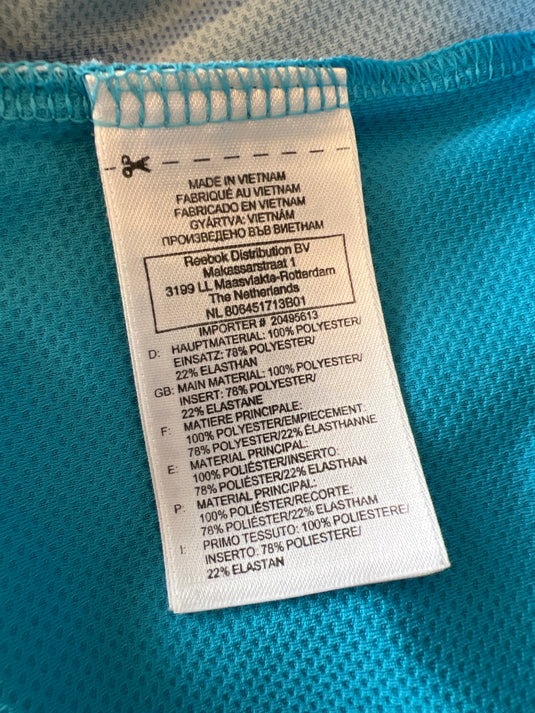 MADE IN VIETNAM
FABRIQUÉ AU VIETNAM
FABRICADO EN VIETNAM
GYÁRTVA: VIETNÁM
ПРОИЗВЕДЕНО ВЪВ ВИЕТНАМ
Reebok Distribution BV
Makassarstraat 1
3199 LL Maasvlakte-Rotterdam
The Netherlands
NL B06451713B01
IMPORTER # 20495613
D: HAUPTMATERIAL: 100% POLYESTER/
EINSATZ: 78% POLYESTER/
22% ELASTHAN
GB: MAIN MATERIAL: 100% POLYESTER/
INSERT: 78% POLYESTER/
22% ELASTANE
F: MATIERE PRINCIPALE:
100% POLYESTER/EMPIECEMENT:
78% POLYESTER/22% ÉLASTHANNE
E: MATERIAL PRINCIPAL:
100% POLIÉSTER/INSERTO:
78% POLIÉSTER/22% ELASTHAN
P: MATERIAL PRINCIPAL:
100% POLIÉSTER/RECORTE:
78% POLIÉSTER/22% ELASTHAM
I: PRIMO TESSUTO: 100% POLIESTERE/
INSERTO: 78% POLIESTERE/
22% ELASTAN